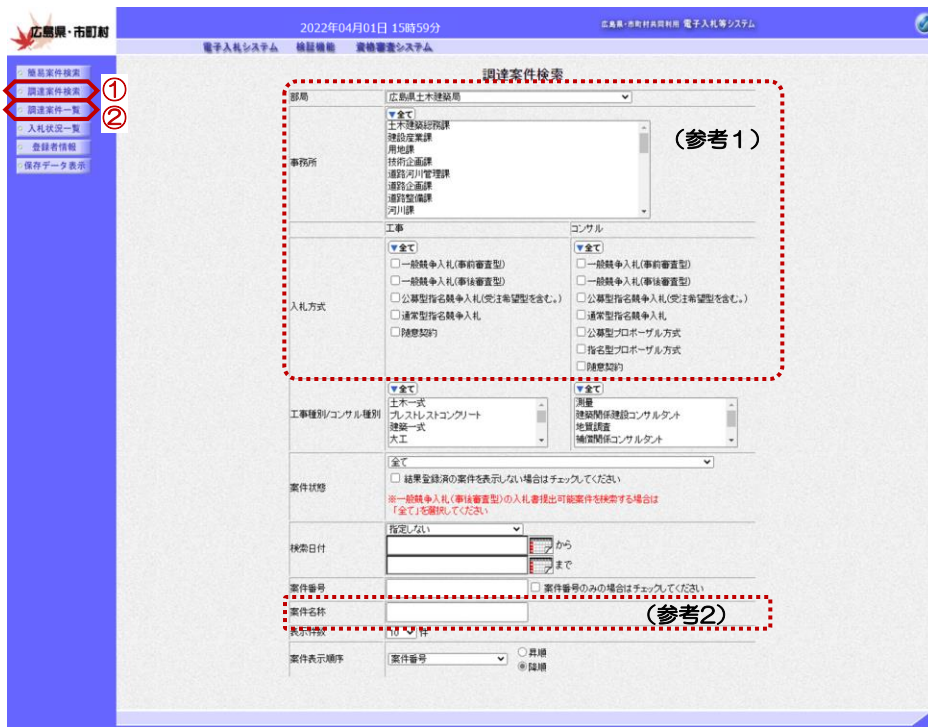 広島県・市町村
2022年04月01日 15時59分
広島県・市町村共同利用 電子入札等システム
電子入札システム 検証機能 資格審査システム
簡易案件検索
調達案件検索 ①
調達案件一覧 ②
入札状況一覧
登録者情報
保存データ表示
調達案件検索
部局 広島県土木建築局
事務所
▼全て
土木建築総務課
建設産業課
用地課
技術企画課
道路河川管理課
道路企画課
道路整備課
河川課
(参考1)
入札方式
工事 コンサル
▼全て ▼全て
一般競争入札(事前審査型) 一般競争入札(事前審査型)
一般競争入札(事後審査型) 一般競争入札(事後審査型)
公募型指名競争入札(受注希望型を含む。) 公募型指名競争入札(受注希望型を含む。)
通常型指名競争入札 通常型指名競争入札
随意契約 公募型プロポーザル方式
指名型プロポーザル方式
随意契約
工事種別/コンサル種別
▼全て ▼全て
土木一式 測量
プレストレストコンクリート 建築関係建設コンサルタント
建築一式 地質調査
大工 補償関係コンサルタント
案件状態
全て
結果登録済の案件を表示しない場合はチェックしてください
※一般競争入札(事後審査型)の入札書提出可能案件を検索する場合は
「全て」を選択してください
検索日付
指定しない
から
まで
案件番号 案件番号のみの場合はチェックしてください
案件名称 (参考2)
表示件数 10 件
案件表示順序 案件番号 昇順
降順